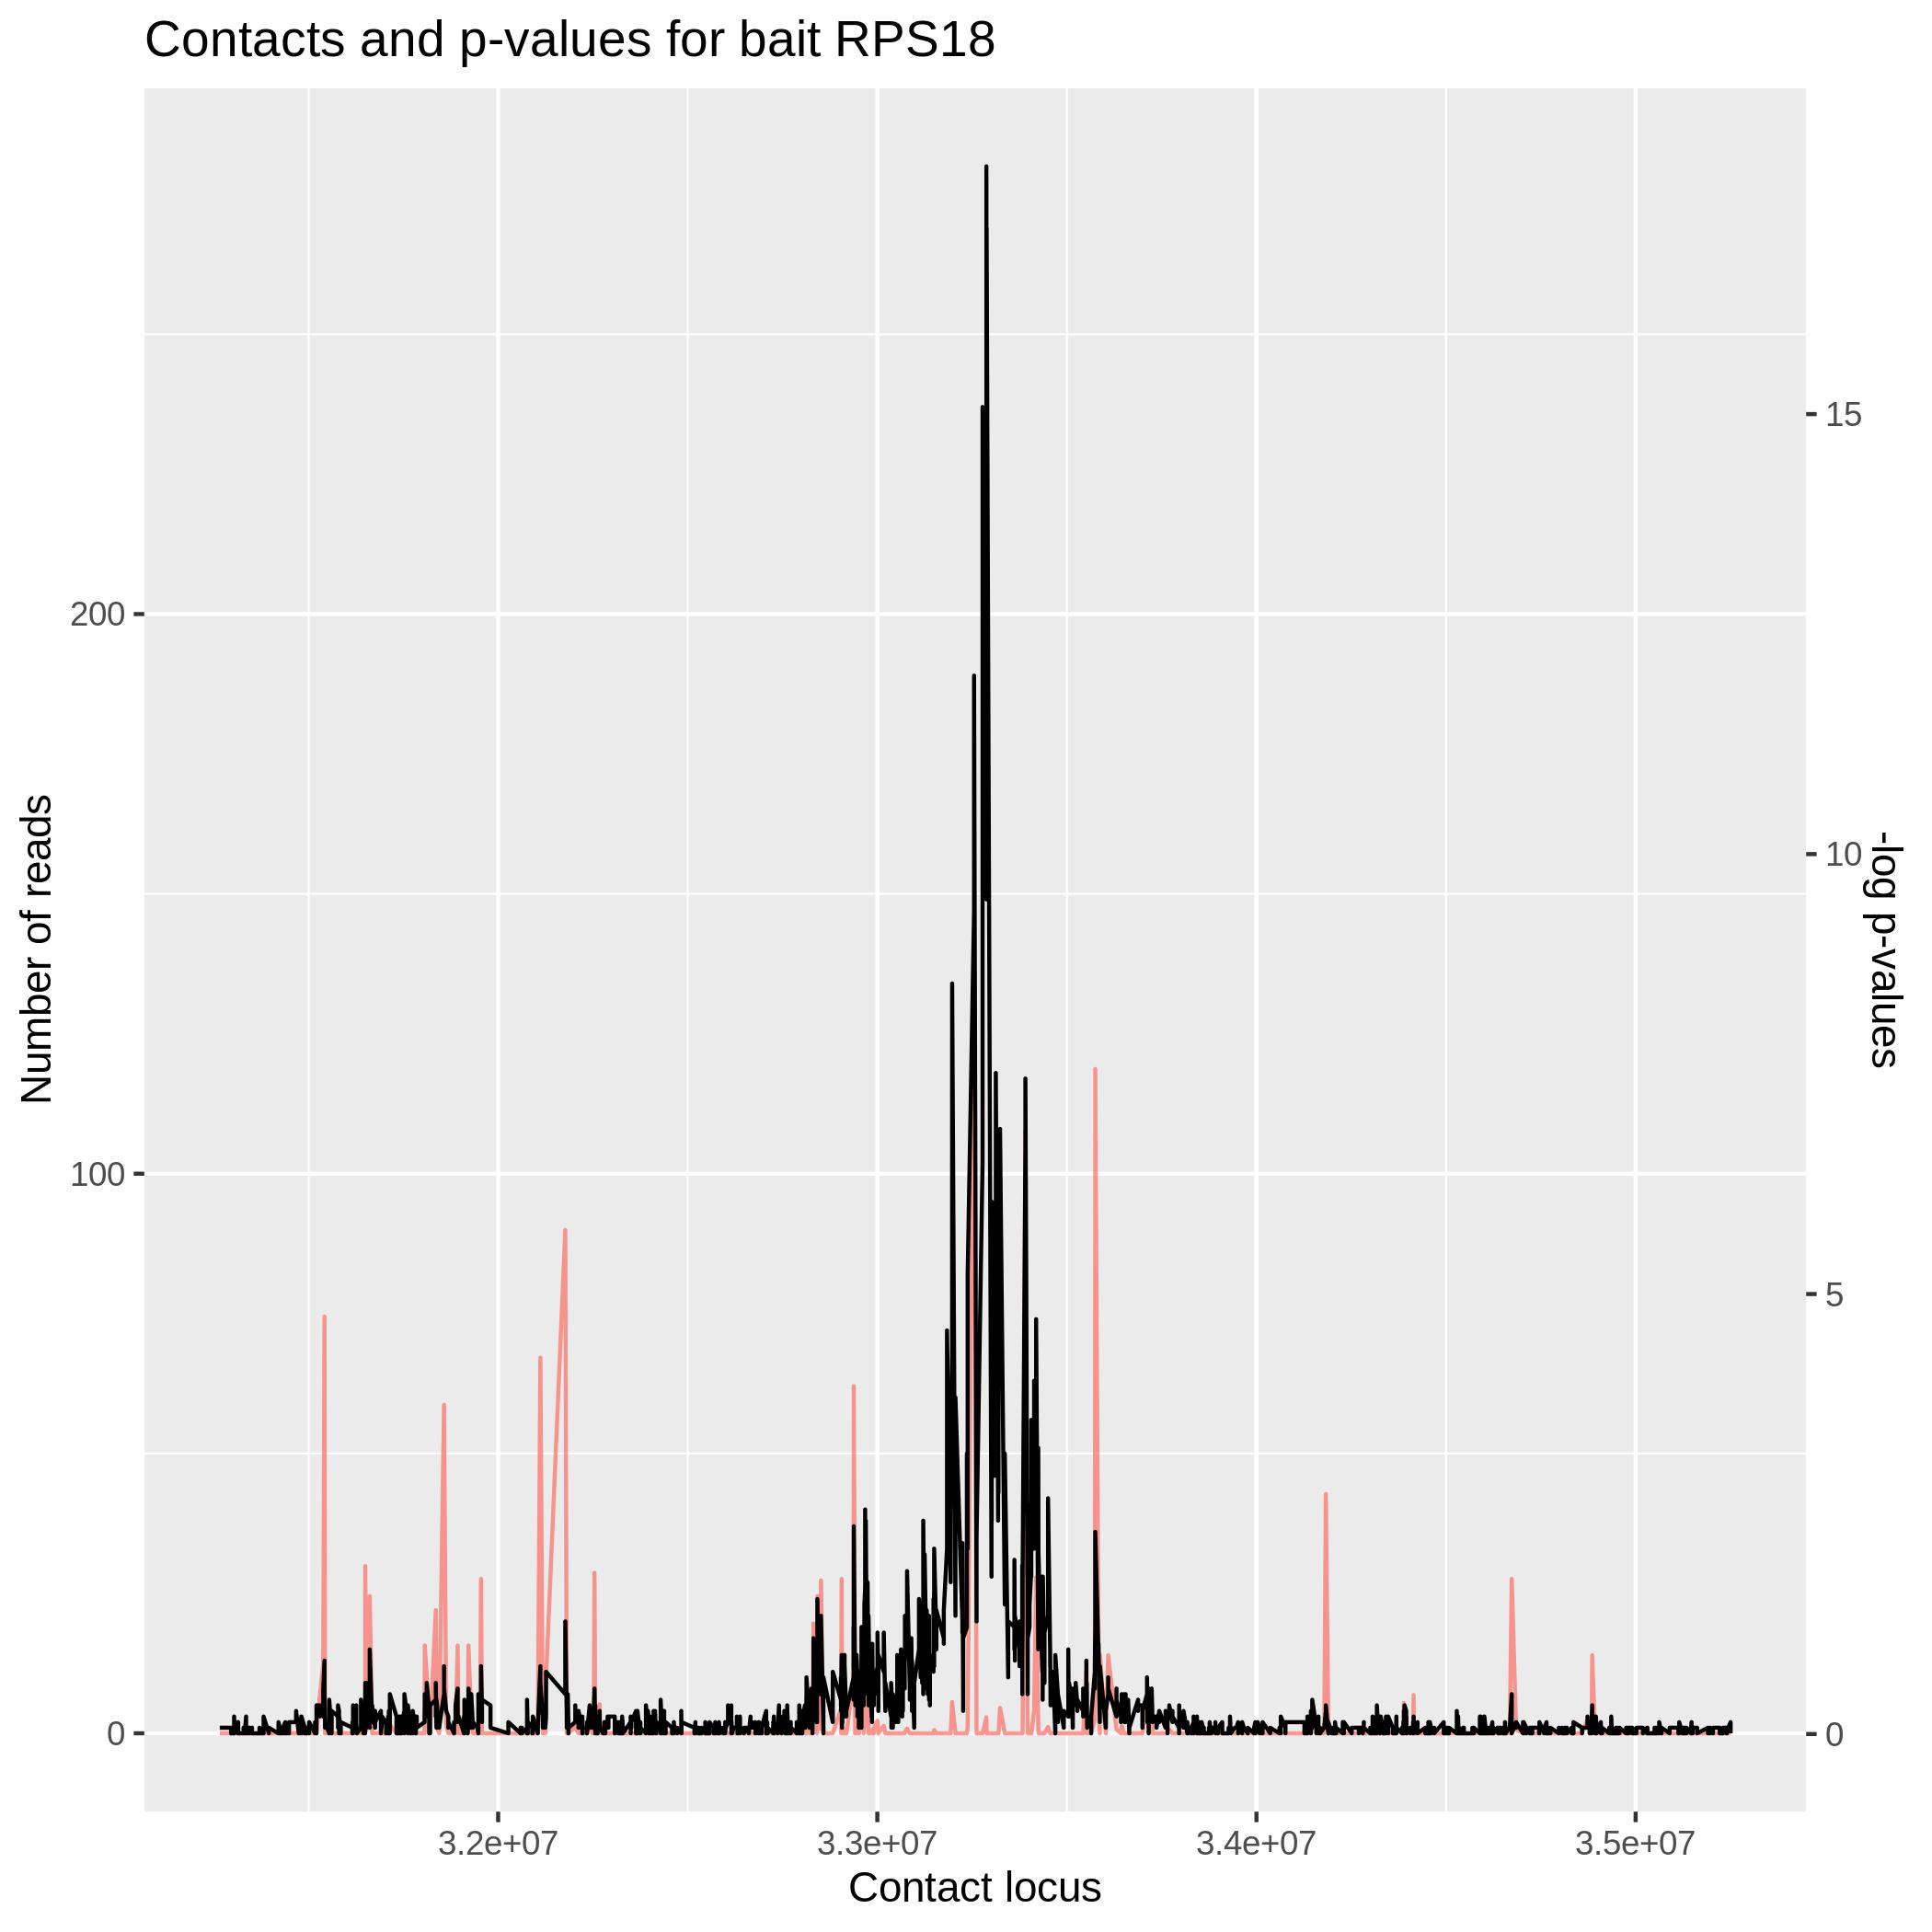 Contacts and p-values for bait RPS18
Number of reads
200
100
0
15
10
5
0
-log p-values
3.2e+07
3.3e+07
3.4e+07
3.5e+07
Contact locus